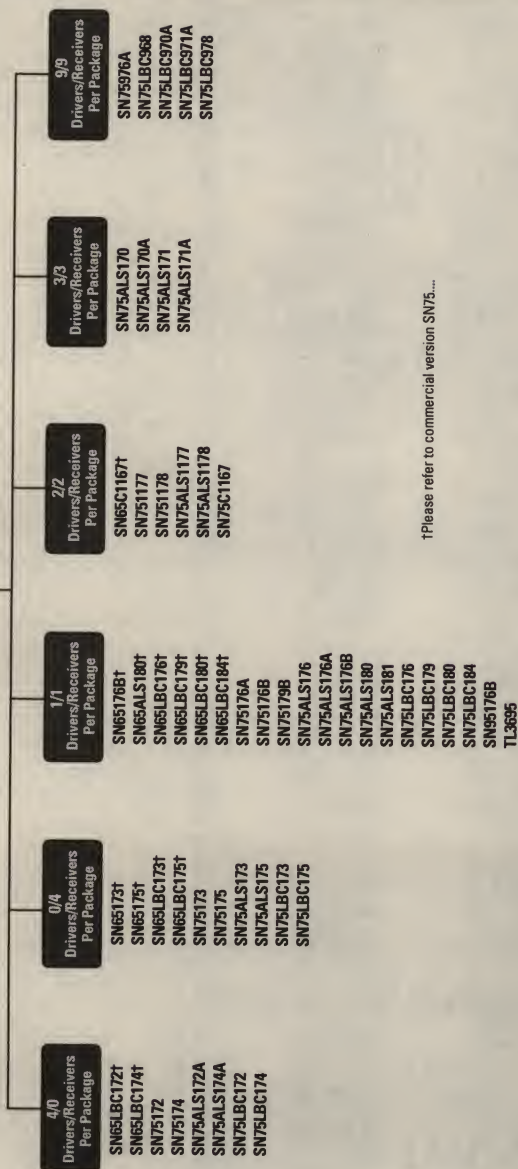 4/0
Drivers/Receivers
Per Package
SN65LBC172†
SN65LBC174†
SN75172
SN75174
SN75ALS172A
SN75ALS174A
SN75LBC172
SN75LBC174
0/4
Drivers/Receivers
Per Package
SN65173†
SN65175†
SN65LBC173†
SN65LBC175†
SN75173
SN75175
SN75ALS173
SN75ALS175
SN75LBC173
SN75LBC175
1/1
Drivers/Receivers
Per Package
SN65176B†
SN65ALS180†
SN65LBC176†
SN65LBC179†
SN65LBC180†
SN65LBC184†
SN75176A
SN75176B
SN75179B
SN75ALS176
SN75ALS176A
SN75ALS176B
SN75ALS180
SN75ALS181
SN75LBC176
SN75LBC179
SN75LBC180
SN75LBC184
SN95176B
TL3695
2/2
Drivers/Receivers
Per Package
SN65C1167†
SN751177
SN751178
SN75ALS1177
SN75ALS1178
SN75C1167
3/3
Drivers/Receivers
Per Package
SN75ALS170
SN75ALS170A
SN75ALS171
SN75ALS171A
9/9
Drivers/Receivers
Per Package
SN75976A
SN75LBC968
SN75LBC970A
SN75LBC971A
SN75LBC978
†Please refer to commercial version SN75....